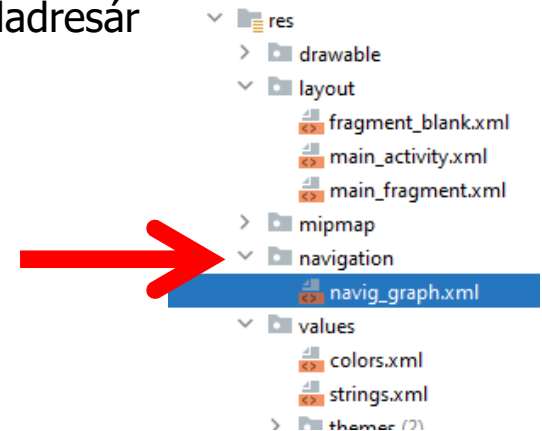 ladresár
res
drawable
layout
fragment_blank.xml
main_activity.xml
main_fragment.xml
mipmap
navigation
navig_graph.xml
values
colors.xml
strings.xml
themes (2)